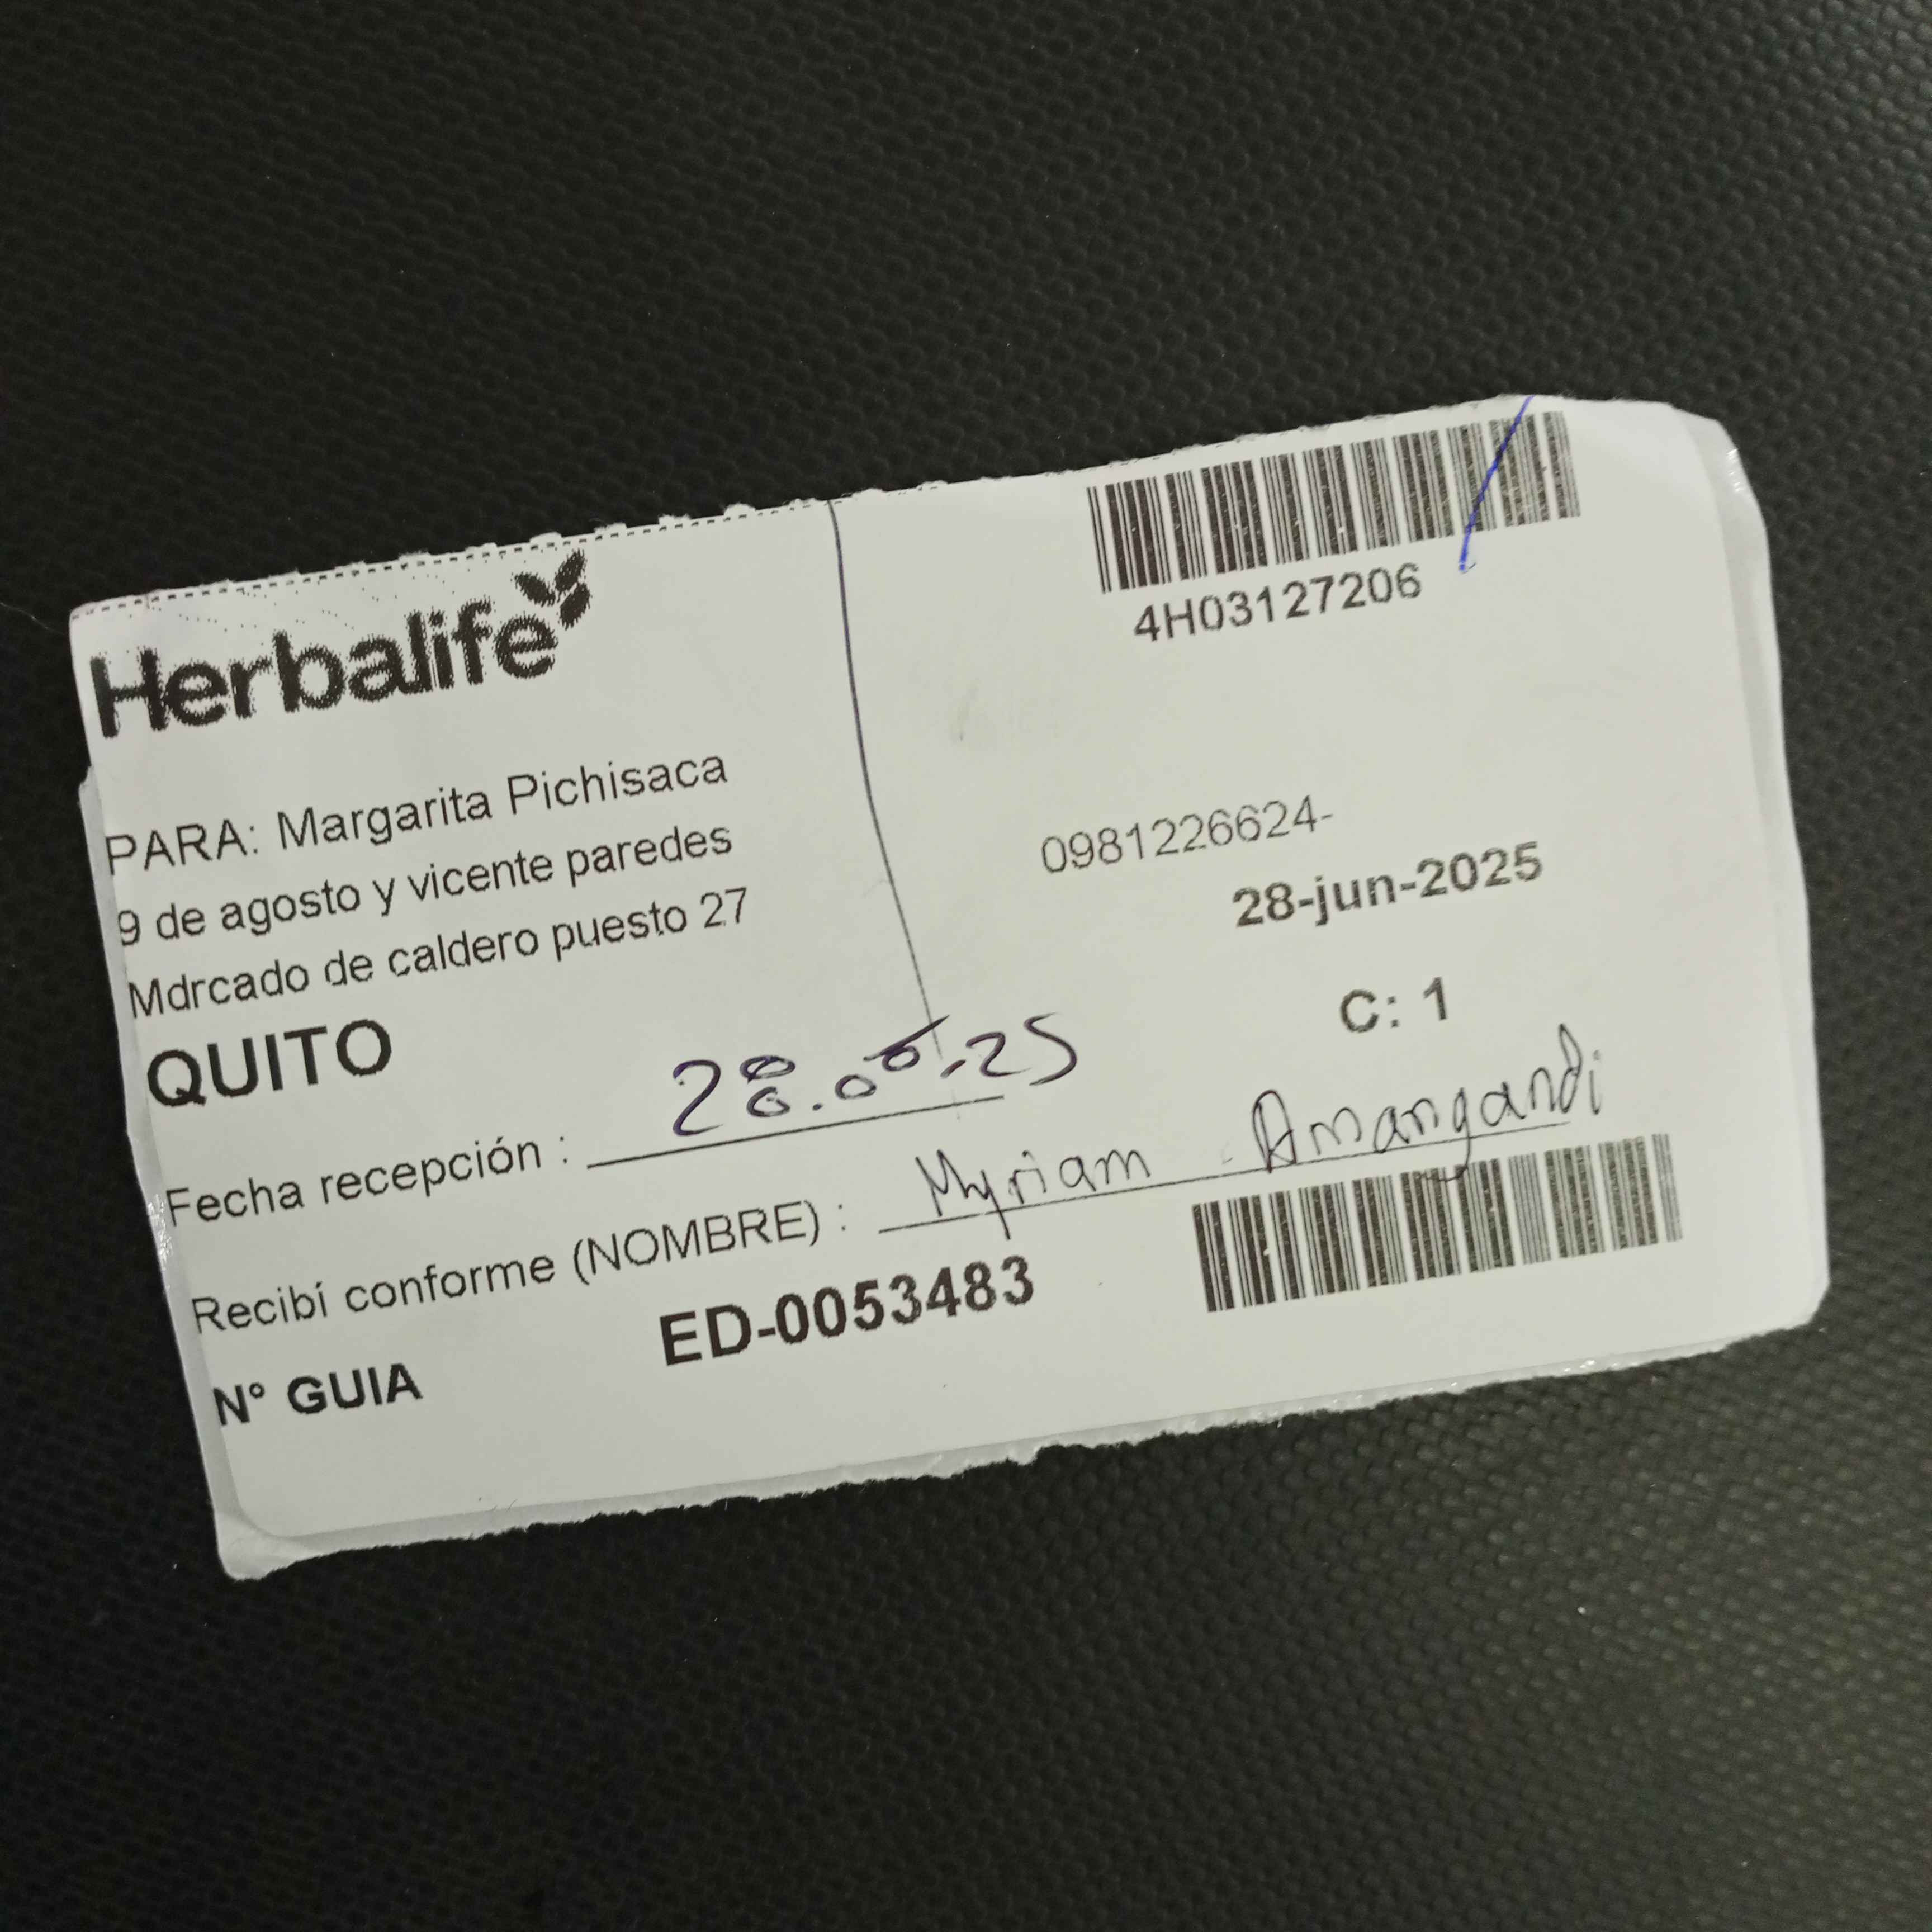 Herbalife
4H03127206
PARA: Margarita Pichisaca
9 de agosto y vicente paredes
Mdrcado de caldero puesto 27
QUITO
0981226624-
28-jun-2025
C: 1
Fecha recepción : 28.06.25
Recibí conforme (NOMBRE) : Myriam Amangandi
N° GUIA ED-0053483